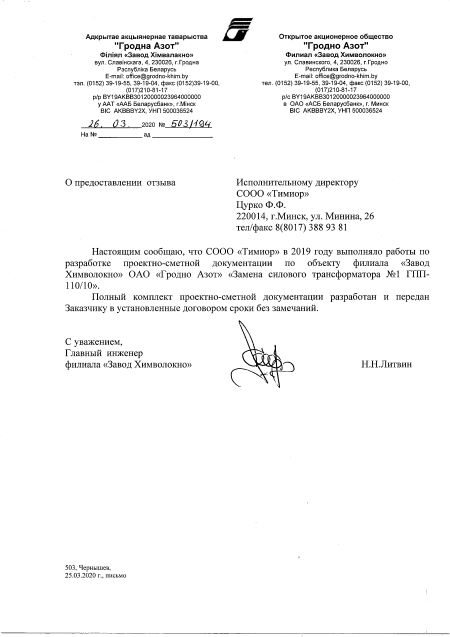 Адкрытае акцыянернае таварыства
"Гродна Азот"
Філіял «Завод Хімвалакно»
вул. Славінскага, 4, 230026, г.Гродна
Рэспубліка Беларусь
E-mail: office@grodno-khim.by
тэл. (0152) 39-19-55, 39-19-04, факс (0152)39-19-00,
(017)210-81-17
р/р BY19AKBB30120000023964000000
у ААТ «ААБ Беларусбанк», г.Мінск
BIC AKBBBY2X, УНП 500036524
26. 03. 2020 № 503/194
На № ад
Открытое акционерное общество
"Гродно Азот"
Филиал «Завод Химволокно»
ул. Славинского, 4, 230026, г.Гродно
Республика Беларусь
E-mail: office@grodno-khim.by
тел. (0152) 39-19-55, 39-19-04, факс (0152) 39-19-00,
(017)210-81-17
р/с BY19AKBB30120000023964000000
в ОАО «АСБ Беларусбанк», г. Минск
BIC AKBBBY2X, УНП 500036524
О предоставлении отзыва
Исполнительному директору
СООО «Тимиор»
Цурко Ф.Ф.
220014, г.Минск, ул. Минина, 26
тел/факс 8(8017) 388 93 81
Настоящим сообщаю, что СООО «Тимиор» в 2019 году выполняло работы по
разработке проектно-сметной документации по объекту филиала «Завод
Химволокно» ОАО «Гродно Азот» «Замена силового трансформатора №1 ГПП-
110/10».
Полный комплект проектно-сметной документации разработан и передан
Заказчику в установленные договором сроки без замечаний.
С уважением,
Главный инженер
филиала «Завод Химволокно»
Н.Н.Литвин
503, Чернышев,
25.03.2020 г., письмо